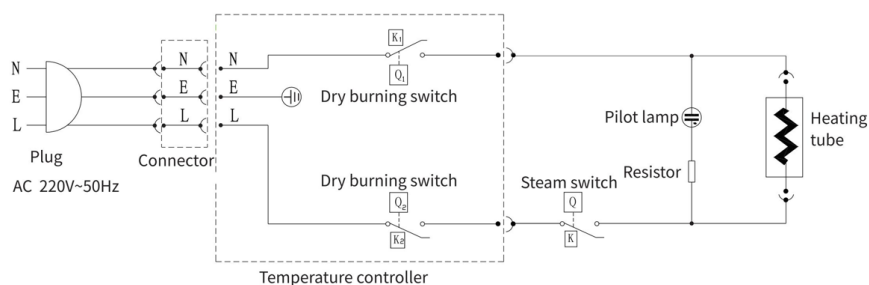 K1
Q1
Dry burning switch
N
N
N
E
E
E
L
L
L
Plug
AC 220V~50Hz
Connector
Pilot lamp
Heating
tube
Resistor
Dry burning switch
Q2
K2
Steam switch
Q
K
Temperature controller